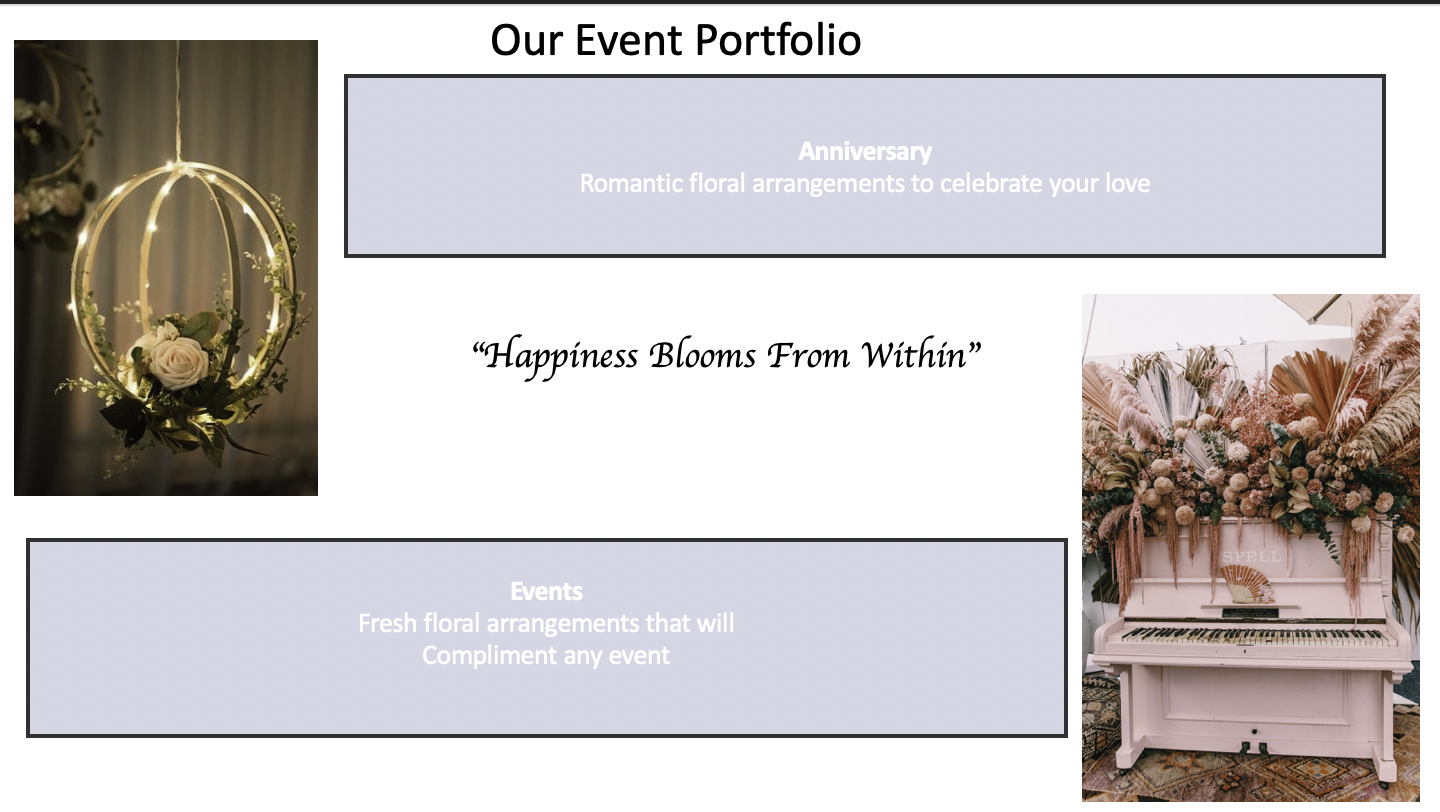 Our Event Portfolio
Anniversary
Romantic floral arrangements to celebrate your love
“Happiness Blooms From Within”
SPELL
Events
Fresh floral arrangements that will
Compliment any event